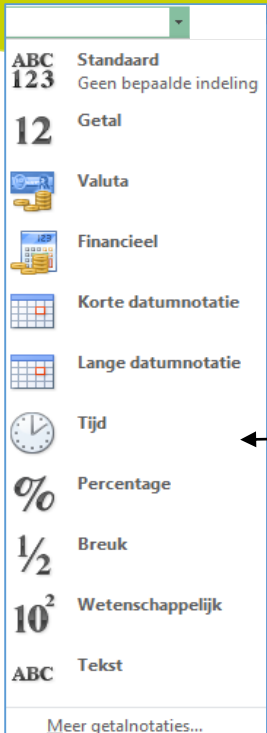 ABC
123
Standaard
Geen bepaalde indeling
12
Getal
Valuta
123
Financieel
Korte datumnotatie
Lange datumnotatie
Tijd
%
Percentage
1/2
Breuk
10²
Wetenschappelijk
ABC
Tekst
Meer getalnotaties...